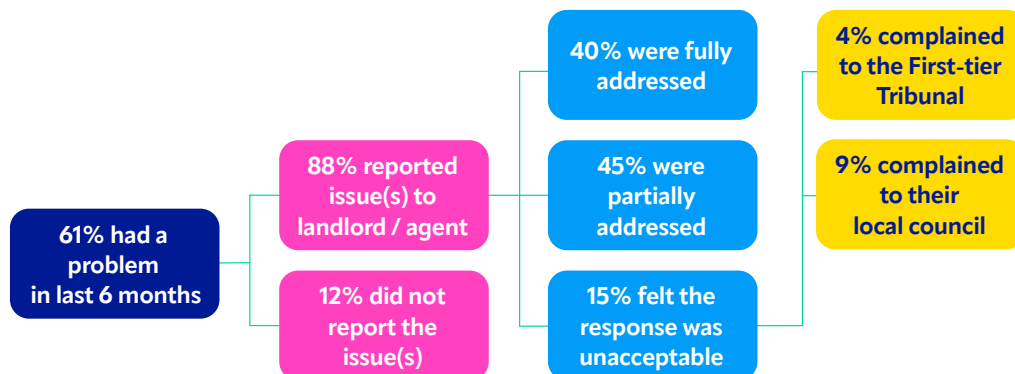 61% had a
problem
in last 6 months
88% reported
issue(s) to
landlord / agent
12% did not
report the
issue(s)
40% were fully
addressed
45% were
partially
addressed
15% felt the
response was
unacceptable
4% complained
to the First-tier
Tribunal
9% complained
to their
local council